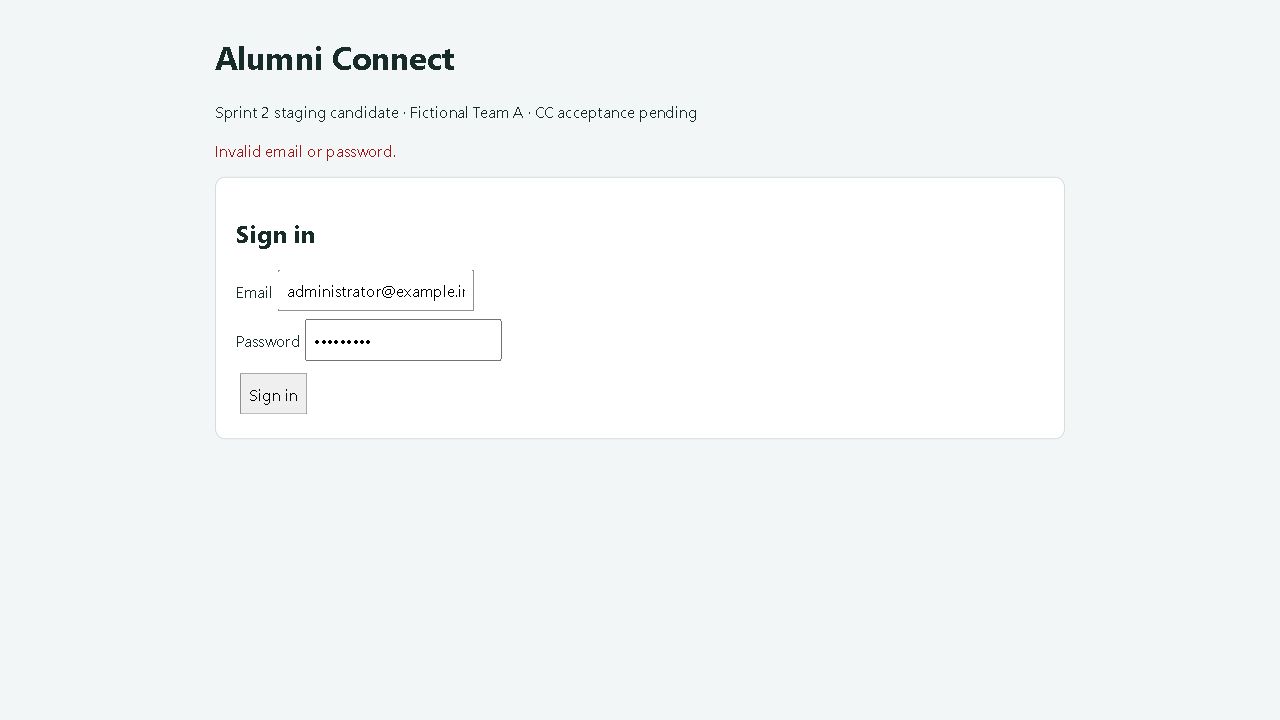 Alumni Connect
Sprint 2 staging candidate · Fictional Team A · CC acceptance pending
Invalid email or password.
Sign in
Email administrator@example.in
Password •••••••••
Sign in